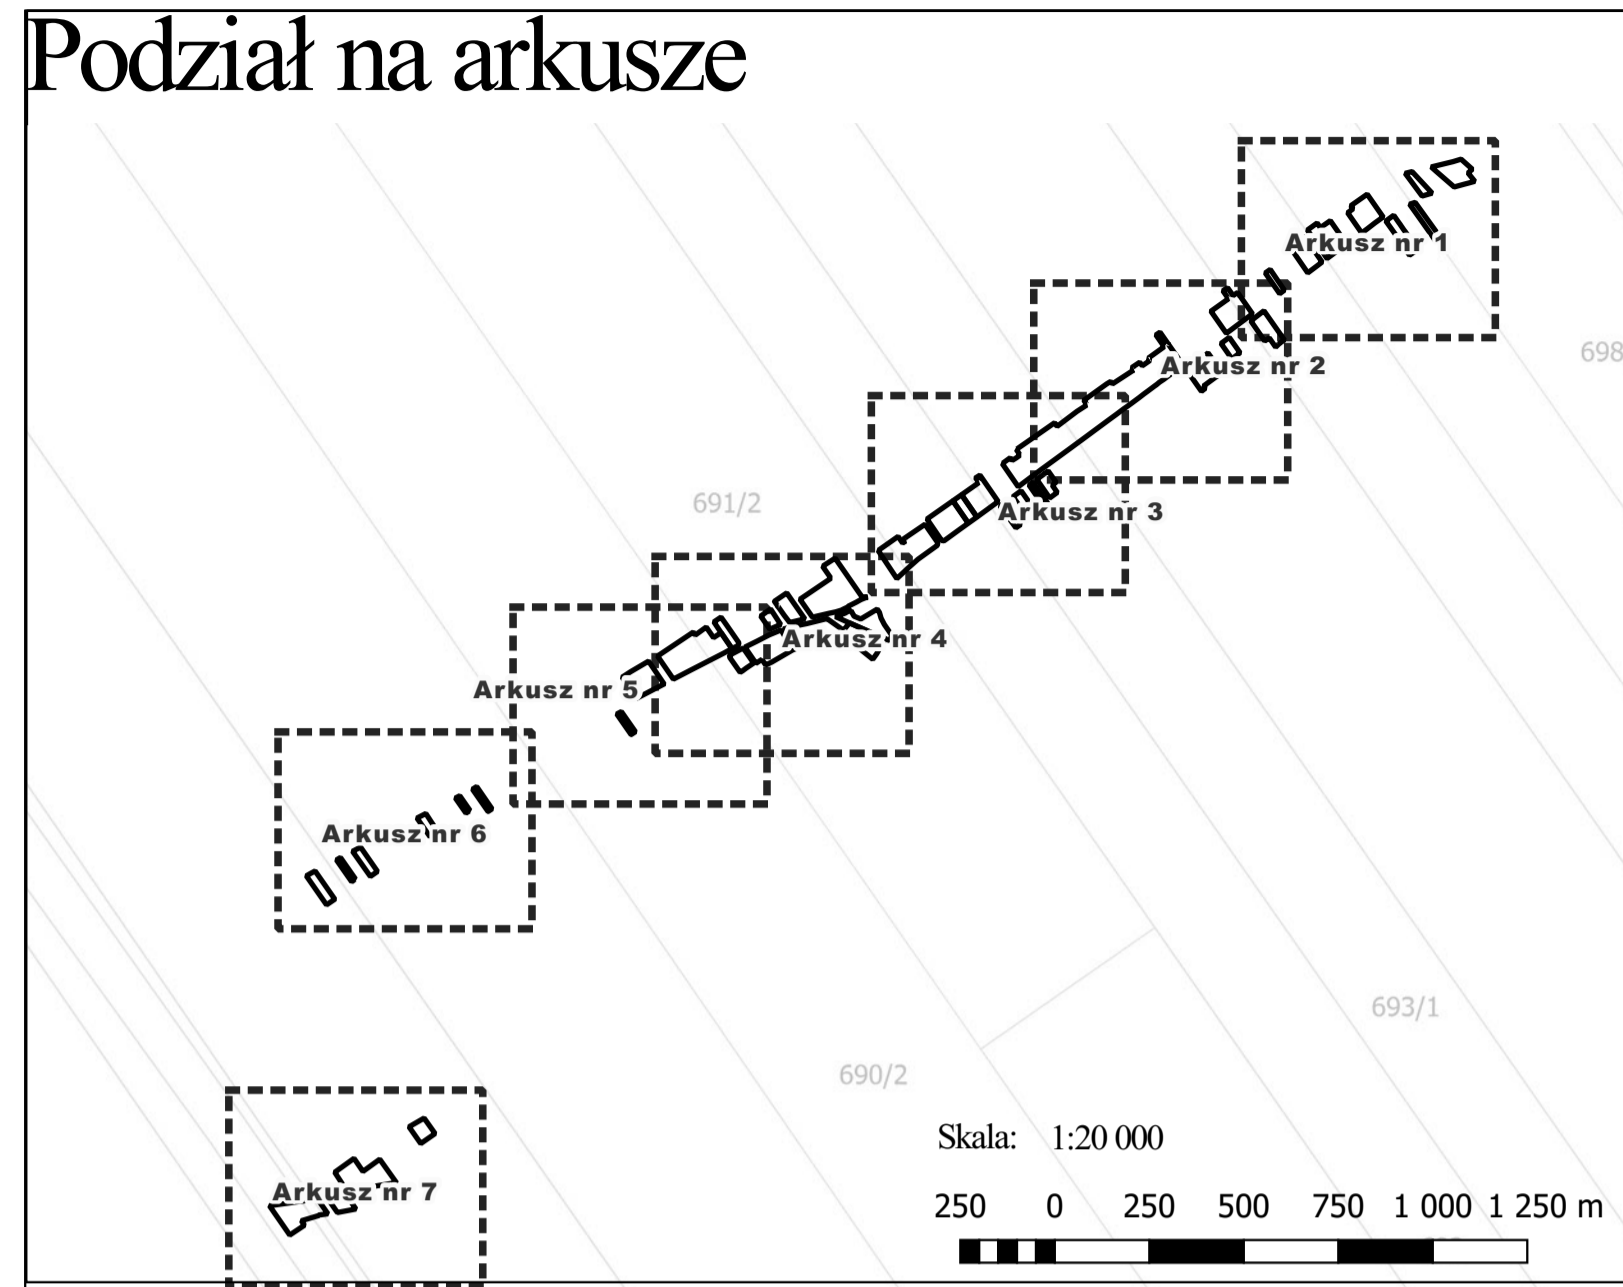 Podział na arkusze
Arkusz nr 1
698
Arkusz nr 2
691/2
Arkusz nr 3
Arkusz nr 4
Arkusz nr 5
Arkusz nr 6
693/1
690/2
Skala: 1:20 000
Arkusz nr 7
250 0 250 500 750 1 000 1 250 m